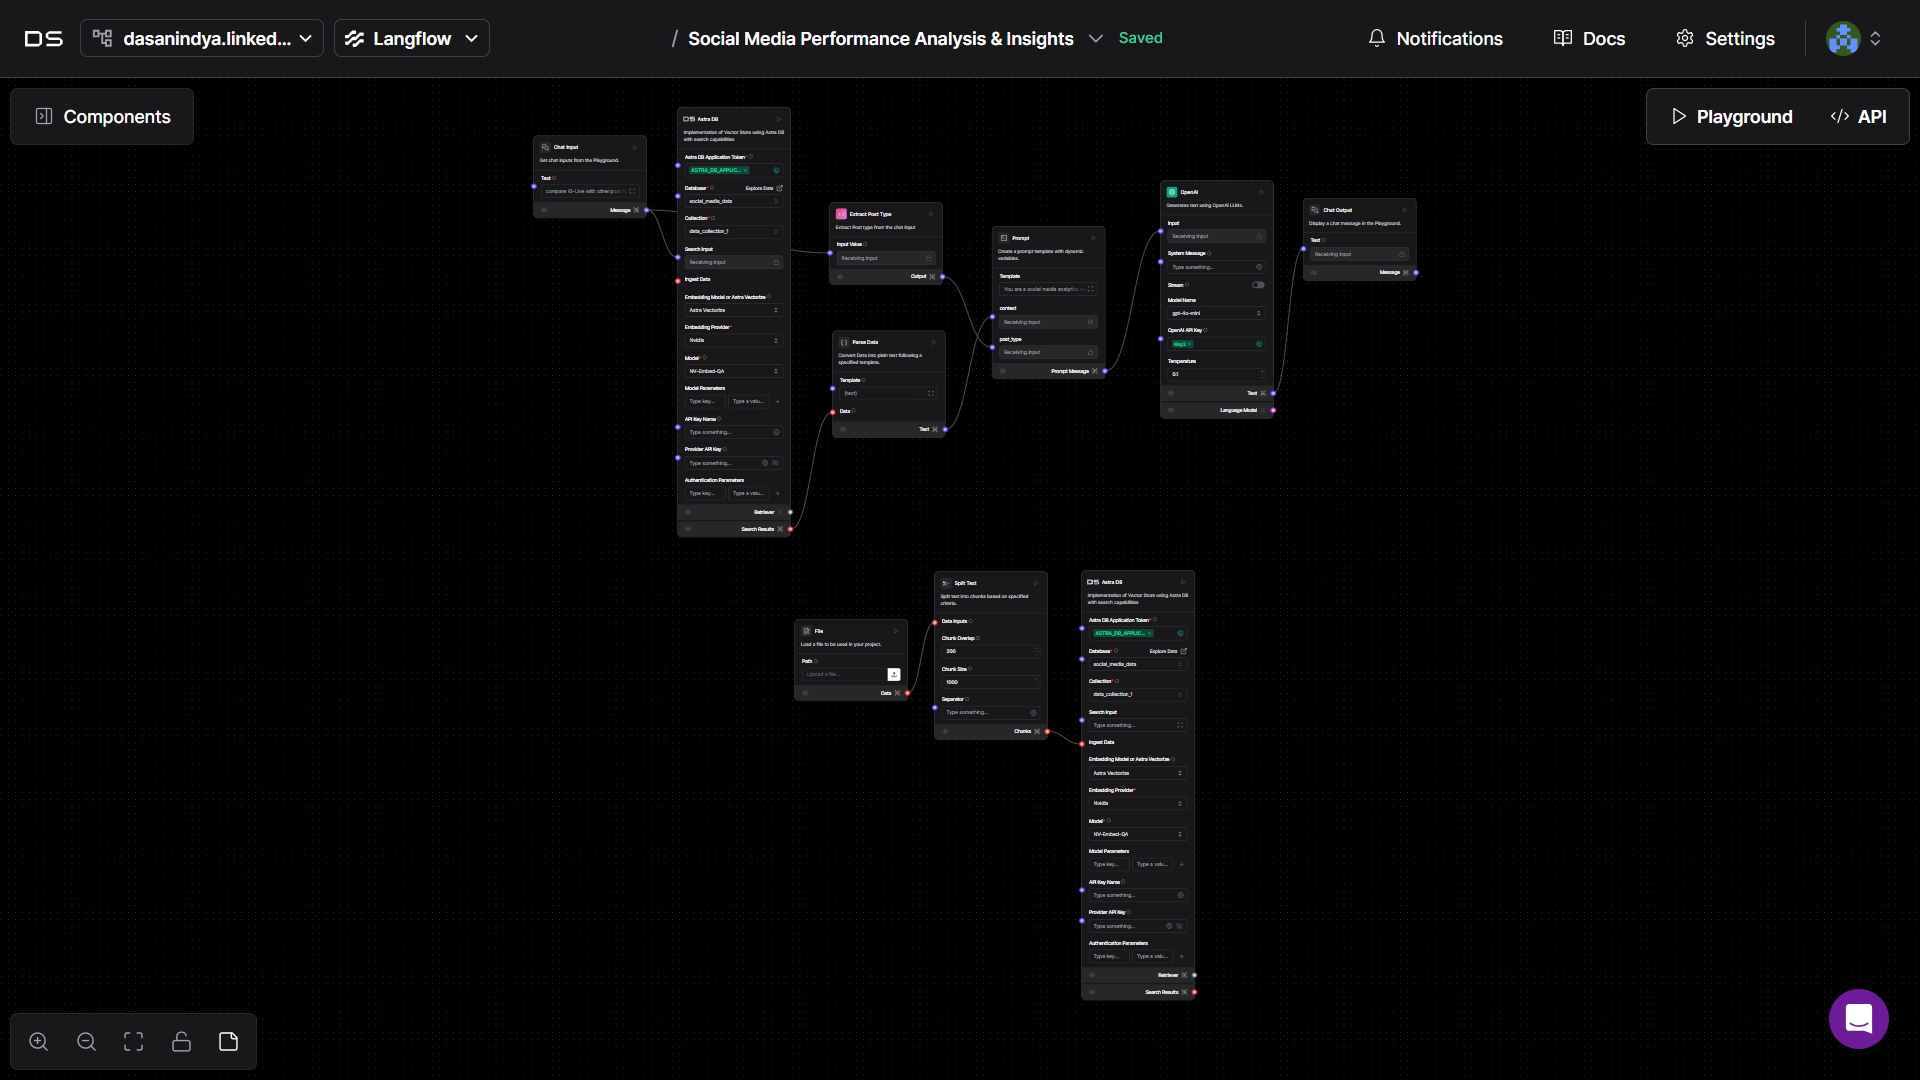 DS
dasanindya.linked...
Langflow
/ Social Media Performance Analysis & Insights
Saved
Notifications
Docs
Settings
Components
Playground
API
Chat Input
Get chat inputs from the Playground.
Text
compare IG-Live with other post
Message
DS Astra DB
Implementation of Vector Store using Astra DB
with search capabilities
Astra DB Application Token*
ASTRA_DB_APPLIC... ×
Database*
Explore Data
social_media_data
Collection*
data_collection_1
Search Input
Receiving input
Ingest Data
Embedding Model or Astra Vectorize
Astra Vectorize
Embedding Provider*
Nvidia
Model*
NV-Embed-QA
Model Parameters
Type key...
Type a valu...
API Key Name
Type something...
Provider API Key
Type something...
Authentication Parameters
Type key...
Type a valu...
Retriever
Search Results
Extract Post Type
Extract Post type from the chat input
Input Value
Receiving input
Output
Parse Data
Convert Data into plain text following a
specified template.
Template
{text}
Data
Text
Prompt
Create a prompt template with dynamic
variables.
Template
You are a social media analytics
context
Receiving input
post_type
Receiving input
Prompt Message
OpenAI
Generates text using OpenAI LLMs.
Input
Receiving input
System Message
Type something...
Stream
Model Name
gpt-4o-mini
OpenAI API Key
Key2 ×
Temperature
0.1
Text
Language Model
Chat Output
Display a chat message in the Playground.
Text
Receiving input
Message
File
Load a file to be used in your project.
Path
Upload a file...
Data
Split Text
Split text into chunks based on specified
criteria.
Data Inputs
Chunk Overlap
200
Chunk Size
1000
Separator
Type something...
Chunks
DS Astra DB
Implementation of Vector Store using Astra DB
with search capabilities
Astra DB Application Token*
ASTRA_DB_APPLIC... ×
Database*
Explore Data
social_media_data
Collection*
data_collection_1
Search Input
Type something...
Ingest Data
Embedding Model or Astra Vectorize
Astra Vectorize
Embedding Provider*
Nvidia
Model*
NV-Embed-QA
Model Parameters
Type key...
Type a valu...
API Key Name
Type something...
Provider API Key
Type something...
Authentication Parameters
Type key...
Type a valu...
Retriever
Search Results